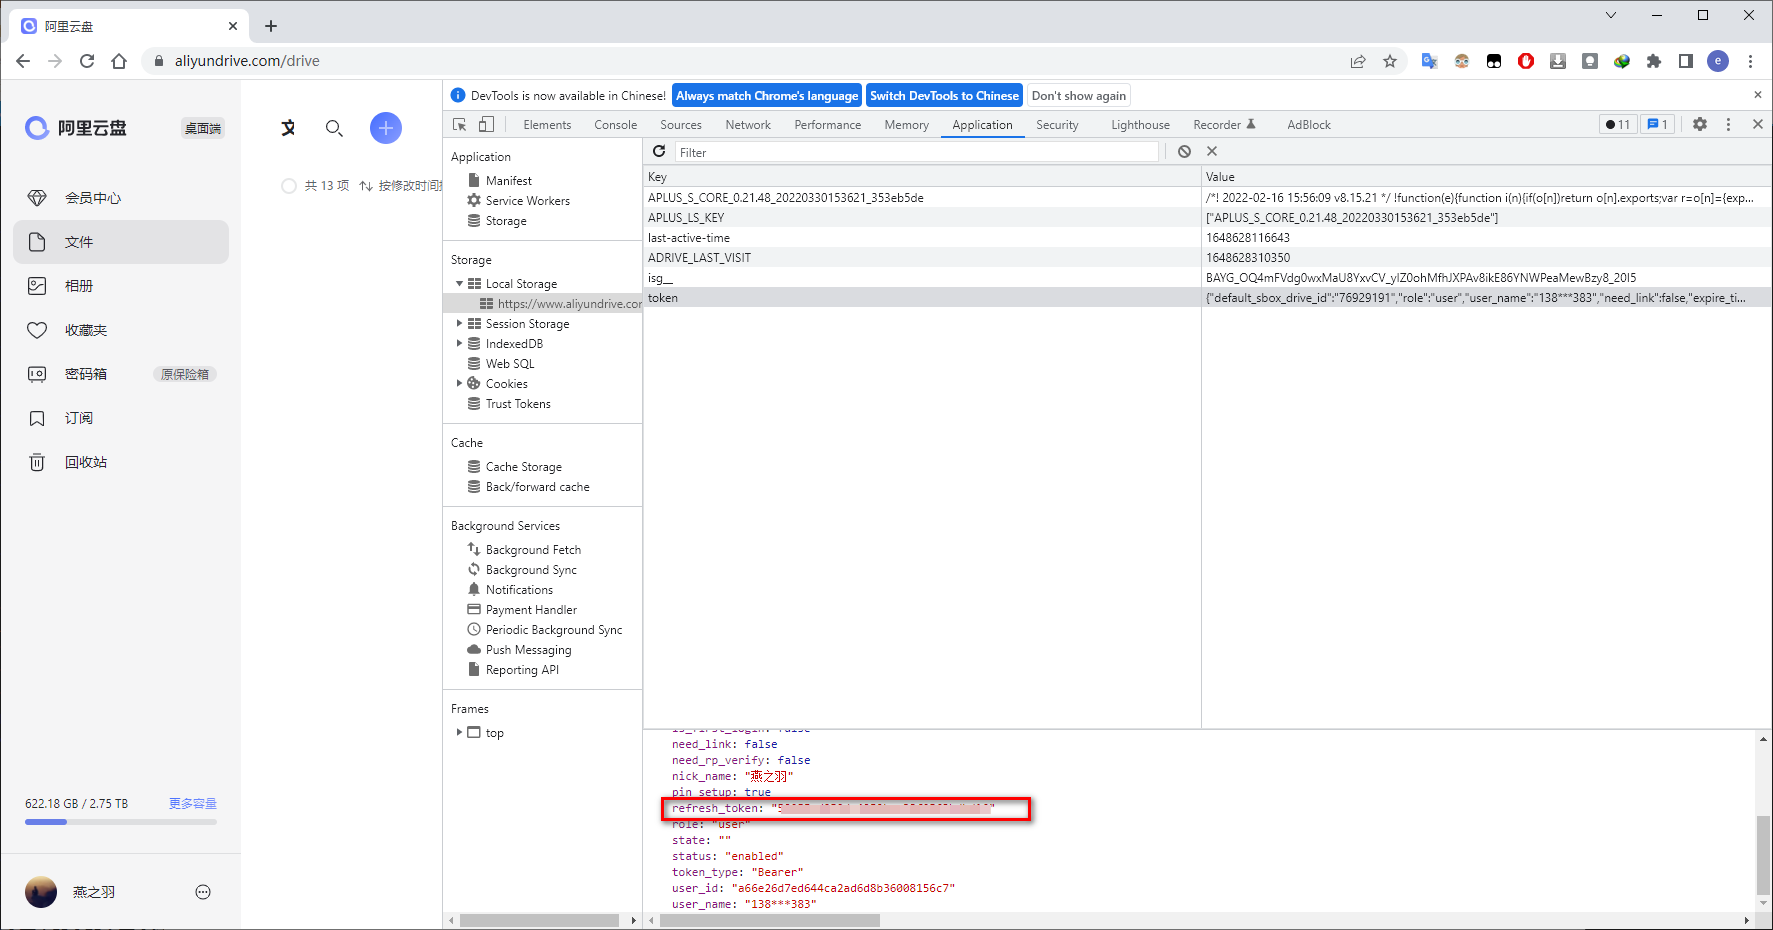 阿里云盘
aliyundrive.com/drive
e
阿里云盘
桌面端
会员中心
文件
相册
收藏夹
密码箱
原保险箱
订阅
回收站
622.18 GB / 2.75 TB
更多容量
燕之羽
共 13 项
按修改时间
DevTools is now available in Chinese!
Always match Chrome's language
Switch DevTools to Chinese
Don't show again
Elements
Console
Sources
Network
Performance
Memory
Application
Security
Lighthouse
Recorder
AdBlock
11
1
Application
Manifest
Service Workers
Storage
Storage
Local Storage
https://www.aliyundrive.cor
Session Storage
IndexedDB
Web SQL
Cookies
Trust Tokens
Cache
Cache Storage
Back/forward cache
Background Services
Background Fetch
Background Sync
Notifications
Payment Handler
Periodic Background Sync
Push Messaging
Reporting API
Frames
top
Filter
Key
Value
APLUS_S_CORE_0.21.48_20220330153621_353eb5de
/*! 2022-02-16 15:56:09 v8.15.21 */ !function(e){function i(n){if(o[n])return o[n].exports;var r=o[n]={exp...
APLUS_LS_KEY
["APLUS_S_CORE_0.21.48_20220330153621_353eb5de"]
last-active-time
1648628116643
ADRIVE_LAST_VISIT
1648628310350
isg__
BAYG_OQ4mFVdg0wxMaU8YxvCV_yIZ0ohMfhJXPAv8ikE86YNWPeaMewBzy8_20I5
token
{"default_sbox_drive_id":"76929191","role":"user","user_name":"138***383","need_link":false,"expire_ti...
is_first_login: false
need_link: false
need_rp_verify: false
nick_name: "燕之羽"
pin_setup: true
refresh_token: "5
role: "user"
state: ""
status: "enabled"
token_type: "Bearer"
user_id: "a66e26d7ed644ca2ad6d8b36008156c7"
user_name: "138***383"